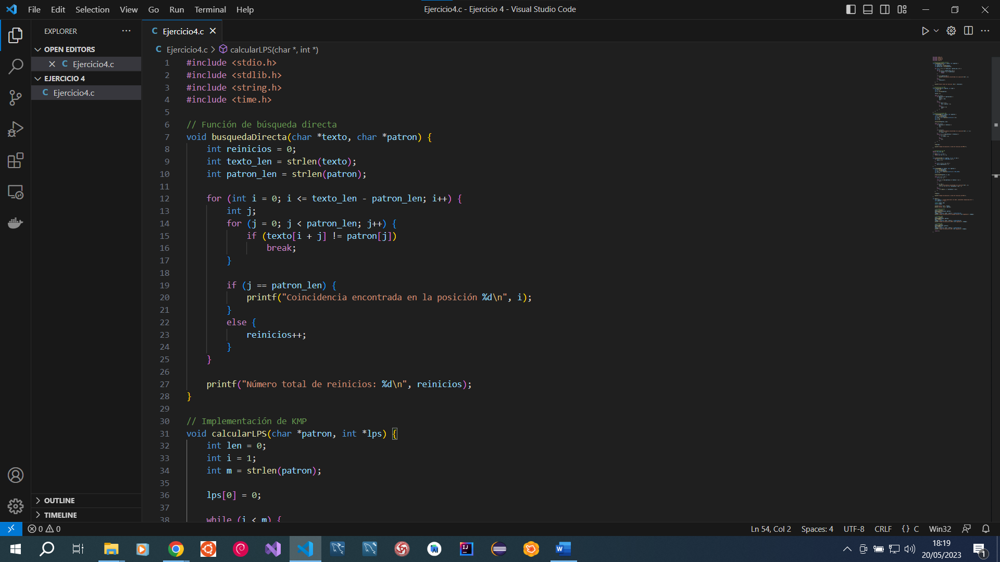 File Edit Selection View Go Run Terminal Help
Ejercicio4.c - Ejercicio 4 - Visual Studio Code
EXPLORER
OPEN EDITORS
C Ejercicio4.c
EJERCICIO 4
C Ejercicio4.c
OUTLINE
TIMELINE
C Ejercicio4.c
C Ejercicio4.c > calcularLPS(char *, int *)
1 #include <stdio.h>
2 #include <stdlib.h>
3 #include <string.h>
4 #include <time.h>
5
6 // Función de búsqueda directa
7 void busquedaDirecta(char *texto, char *patron) {
8 int reinicios = 0;
9 int texto_len = strlen(texto);
10 int patron_len = strlen(patron);
11
12 for (int i = 0; i <= texto_len - patron_len; i++) {
13 int j;
14 for (j = 0; j < patron_len; j++) {
15 if (texto[i + j] != patron[j])
16 break;
17 }
18
19 if (j == patron_len) {
20 printf("Coincidencia encontrada en la posición %d\n", i);
21 }
22 else {
23 reinicios++;
24 }
25 }
26
27 printf("Número total de reinicios: %d\n", reinicios);
28 }
29
30 // Implementación de KMP
31 void calcularLPS(char *patron, int *lps) {
32 int len = 0;
33 int i = 1;
34 int m = strlen(patron);
35
36 lps[0] = 0;
37
38 while (i < m) {
0 0
Ln 54, Col 2 Spaces: 4 UTF-8 CRLF {} C Win32
18:19
20/05/2023
1